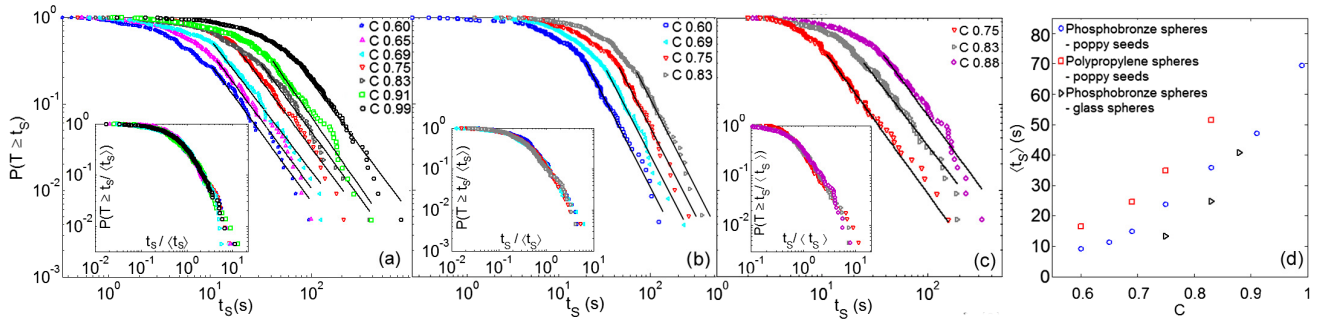 10^0
10^-1
10^-2
10^-3
P(T ≥ t_S)
10^0
10^1
10^2
t_S(s)
C 0.60
C 0.65
C 0.69
C 0.75
C 0.83
C 0.91
C 0.99
(a)
10^0
10^-1
10^-2
P(T ≥ t_S/ ⟨t_S⟩)
10^-2
10^-1
10^0
10^1
t_S / ⟨t_S⟩
10^0
10^-1
10^-2
10^-3
10^0
10^1
10^2
t_S (s)
C 0.60
C 0.69
C 0.75
C 0.83
(b)
10^0
10^-1
10^-2
P(T ≥ t_S/ ⟨t_S⟩)
10^-2
10^-1
10^0
10^1
t_S / ⟨t_S⟩
10^1
10^2
t_S (s)
C 0.75
C 0.83
C 0.88
(c)
10^0
10^-1
10^-2
P(T ≥ t_S/ ⟨t_S⟩)
10^-1
10^0
10^1
t_S/ ⟨t_S⟩
80
70
60
50
40
30
20
10
0
⟨t_S⟩ (s)
0.6
0.7
0.8
0.9
1
C
Phosphobronze spheres
- poppy seeds
Polypropylene spheres
- poppy seeds
Phosphobronze spheres
- glass spheres
(d)